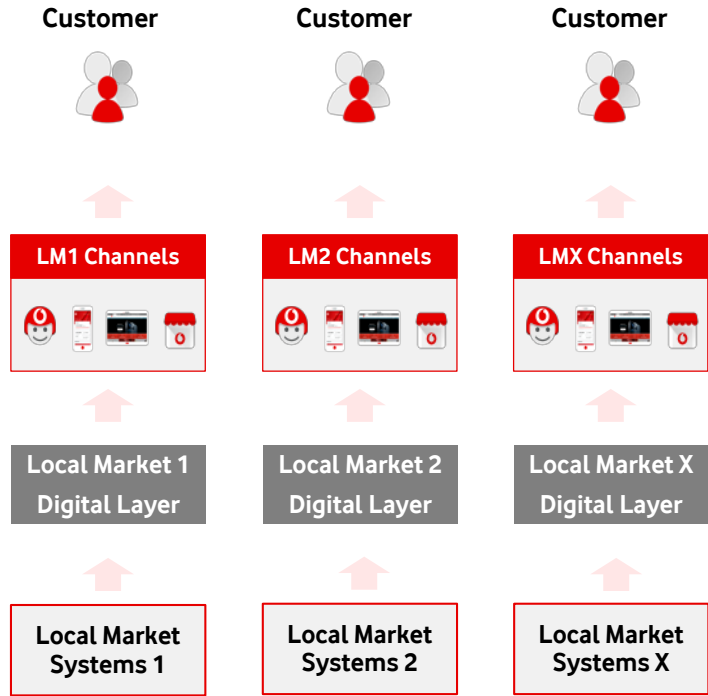 Customer
Customer
Customer
LM1 Channels
LM2 Channels
LMX Channels
Local Market 1
Digital Layer
Local Market 2
Digital Layer
Local Market X
Digital Layer
Local Market
Systems 1
Local Market
Systems 2
Local Market
Systems X